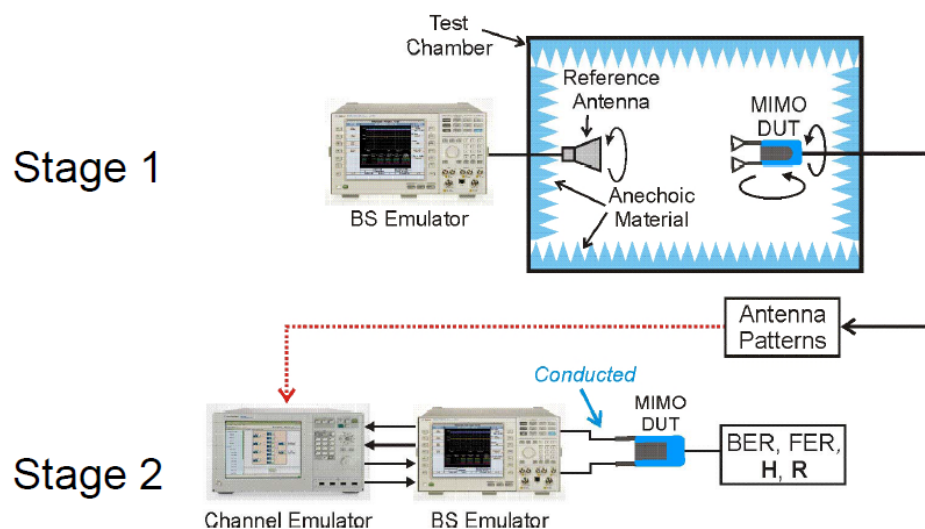 Stage 1
Test
Chamber
Reference
Antenna
MIMO
DUT
Anechoic
Material
BS Emulator
Antenna
Patterns
Stage 2
Conducted
MIMO
DUT
BER, FER,
H, R
Channel Emulator
BS Emulator